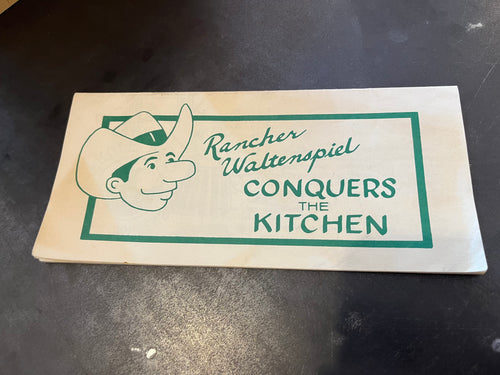 Rancher
Waltenspiel
CONQUERS
THE
KITCHEN